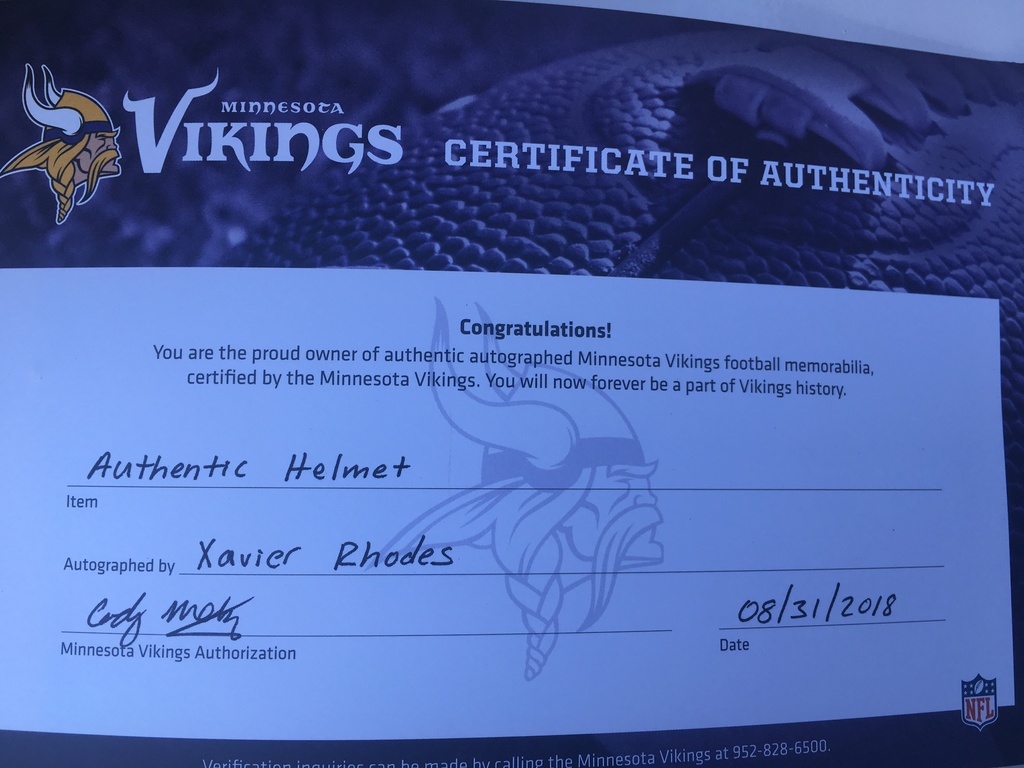 MINNESOTA
VIKINGS
CERTIFICATE OF AUTHENTICITY
Congratulations!
You are the proud owner of authentic autographed Minnesota Vikings football memorabilia,
certified by the Minnesota Vikings. You will now forever be a part of Vikings history.
Authentic Helmet
Item
Autographed by Xavier Rhodes
Cody
08/31/2018
Minnesota Vikings Authorization
Date
NFL
Verification inquiries can be made by calling the Minnesota Vikings at 952-828-6500.